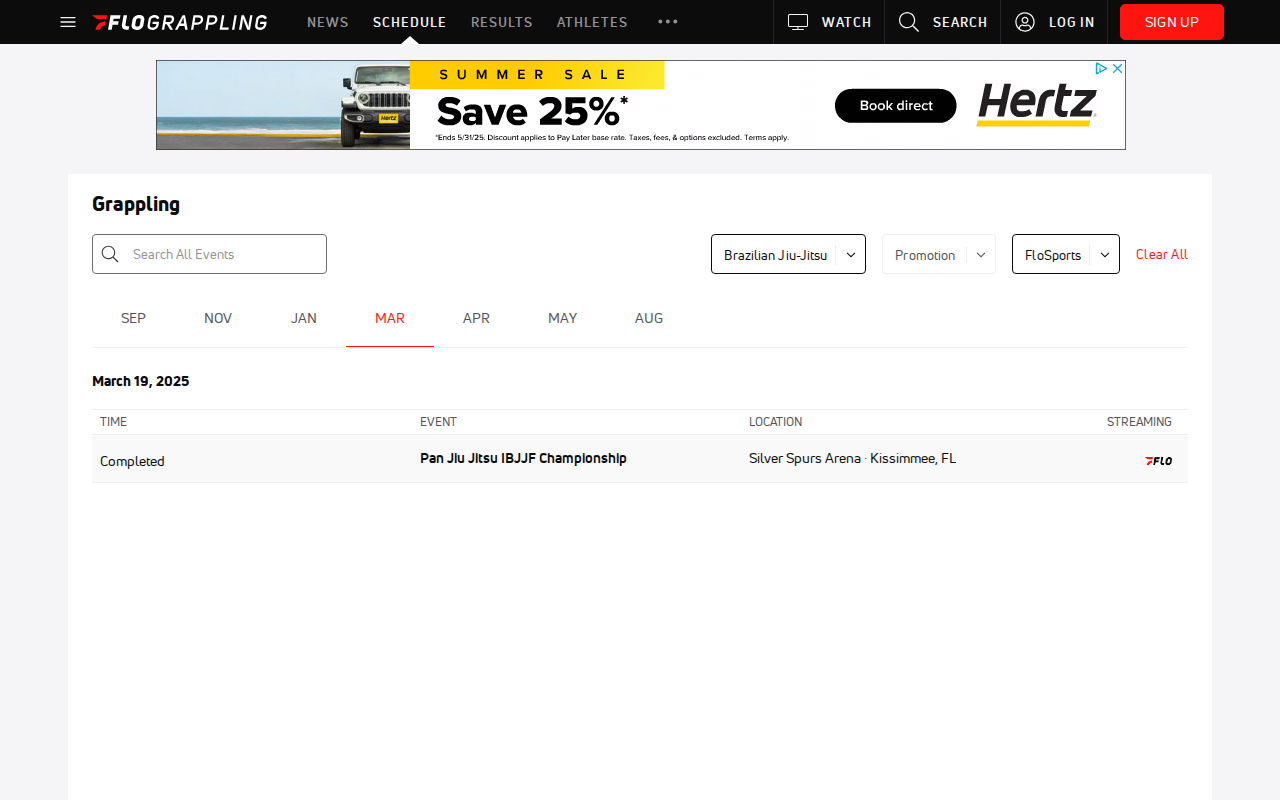 FLOGRAPPLING NEWS SCHEDULE RESULTS ATHLETES ••• WATCH SEARCH LOG IN SIGN UP
SUMMER SALE
Save 25%*
*Ends 5/31/25. Discount applies to Pay Later base rate. Taxes, fees, & options excluded. Terms apply.
Hertz
Book direct
Hertz
Grappling
Search All Events
Brazilian Jiu-Jitsu
Promotion
FloSports
Clear All
SEP NOV JAN MAR APR MAY AUG
March 19, 2025
TIME EVENT LOCATION STREAMING
Completed Pan Jiu Jitsu IBJJF Championship Silver Spurs Arena · Kissimmee, FL FLO